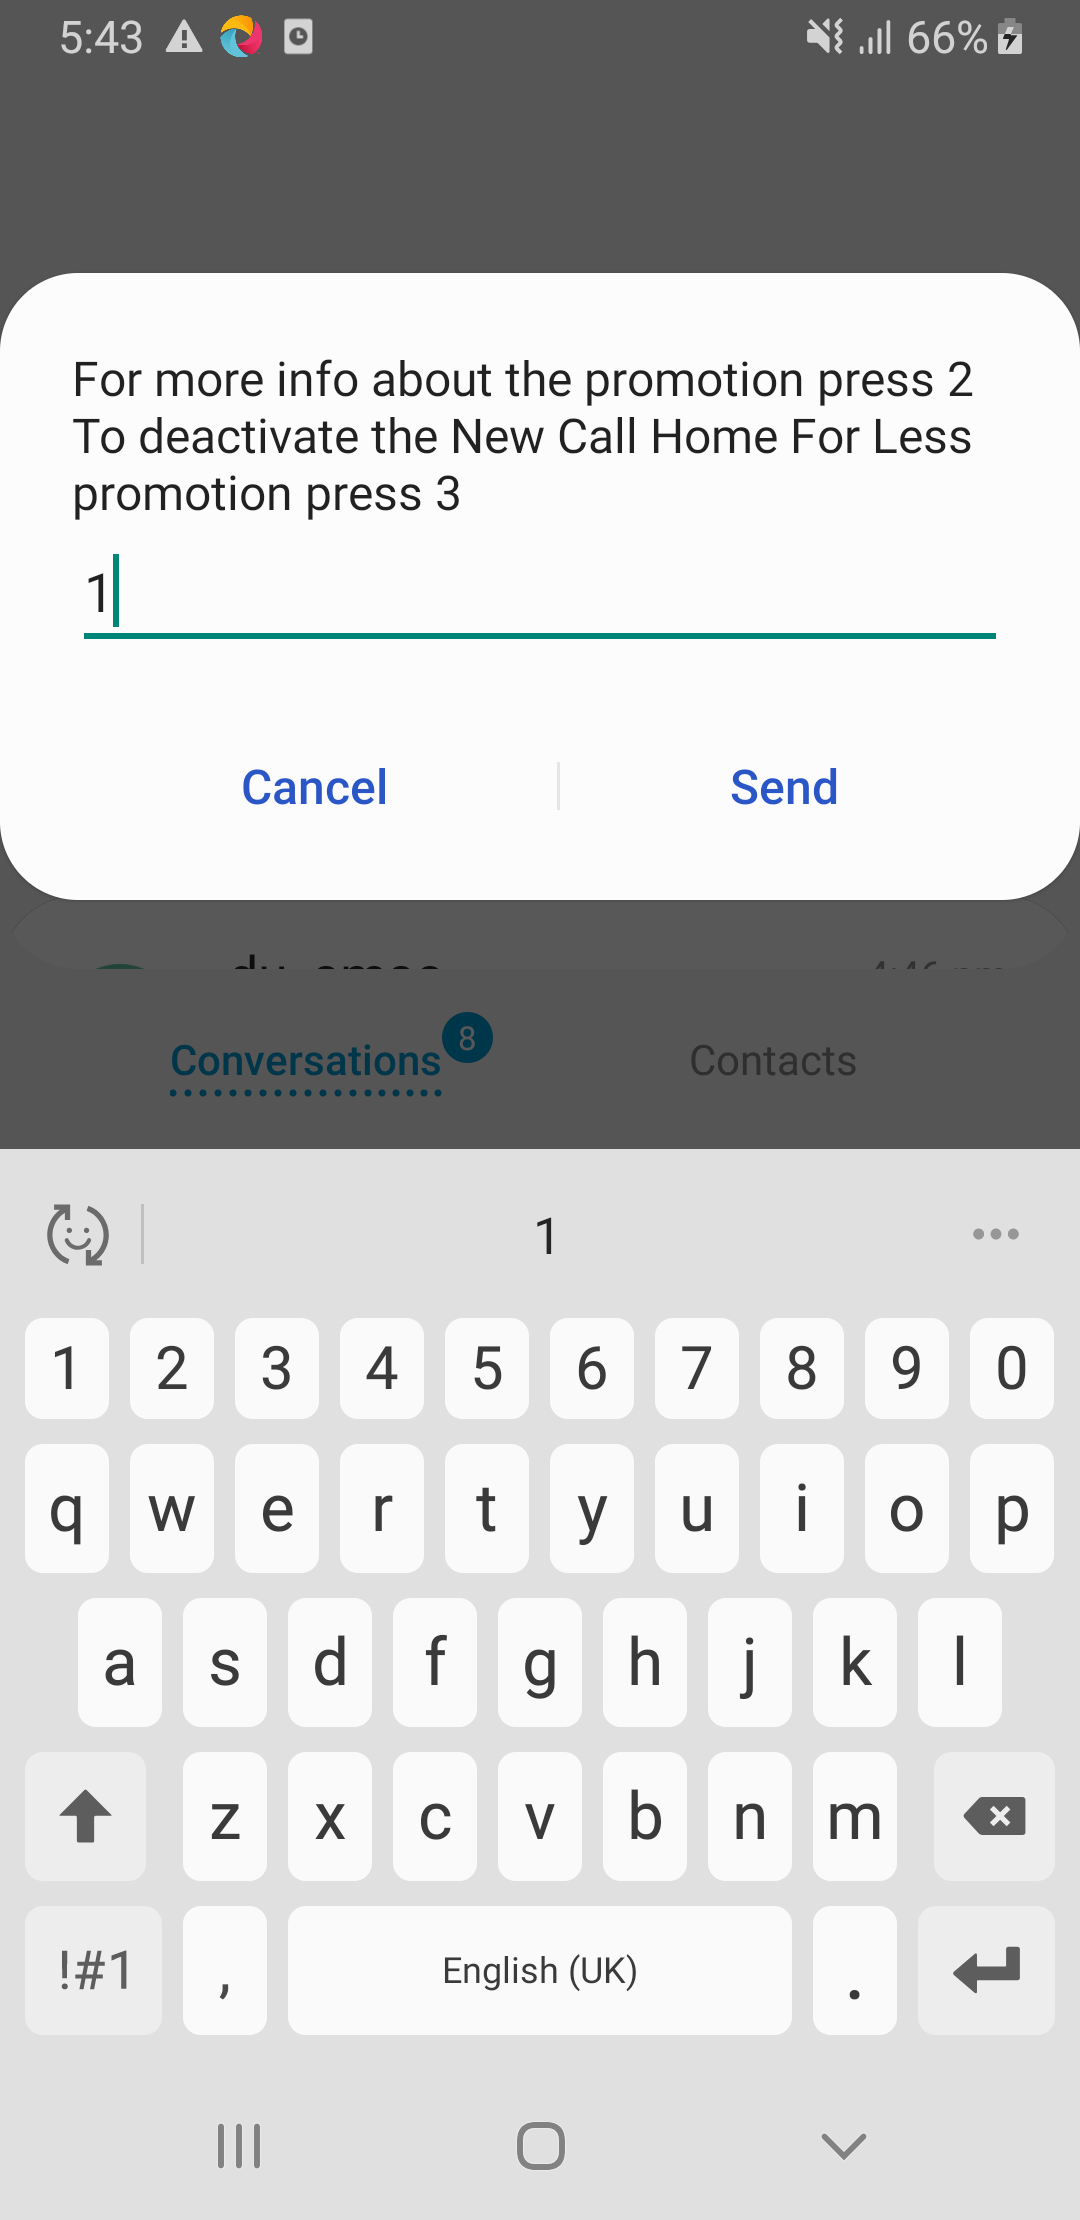 5:43 66%
For more info about the promotion press 2
To deactivate the New Call Home For Less
promotion press 3
1
Cancel Send
Conversations 8 Contacts
1
1 2 3 4 5 6 7 8 9 0
q w e r t y u i o p
a s d f g h j k l
z x c v b n m
!#1 , English (UK) .